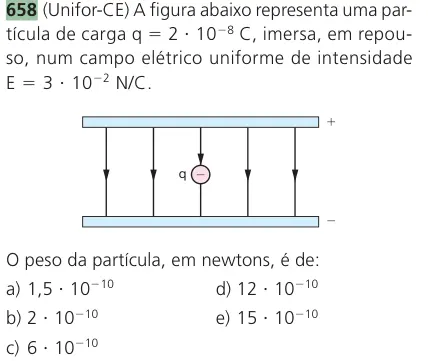 658 (Unifor-CE) A figura abaixo representa uma par-
tícula de carga q = 2 · 10⁻⁸ C, imersa, em repou-
so, num campo elétrico uniforme de intensidade
E = 3 · 10⁻² N/C.
+
q −
−
O peso da partícula, em newtons, é de:
a) 1,5 · 10⁻¹⁰
d) 12 · 10⁻¹⁰
b) 2 · 10⁻¹⁰
e) 15 · 10⁻¹⁰
c) 6 · 10⁻¹⁰